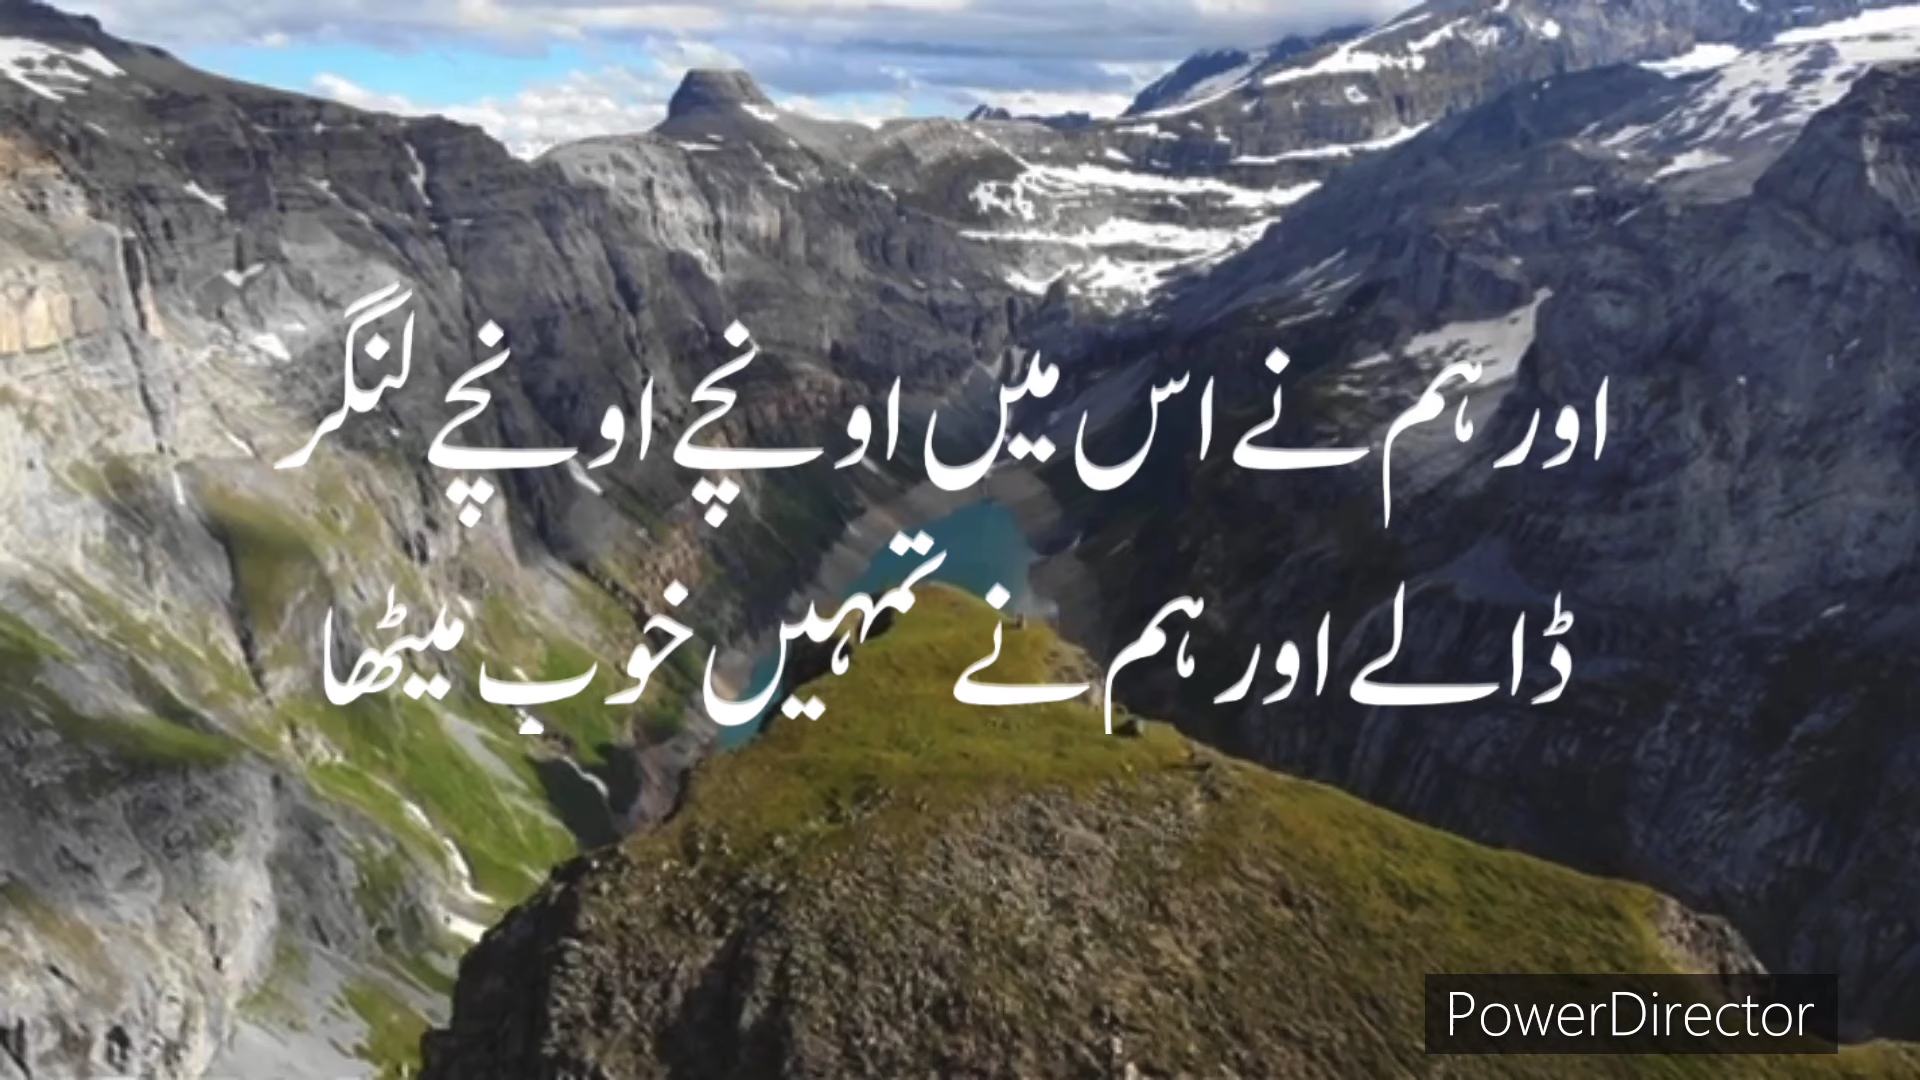 اور ہم نے اس میں اونچے اونچے لنگر
ڈالے اور ہم نے تمہیں خوب میٹھا
PowerDirector